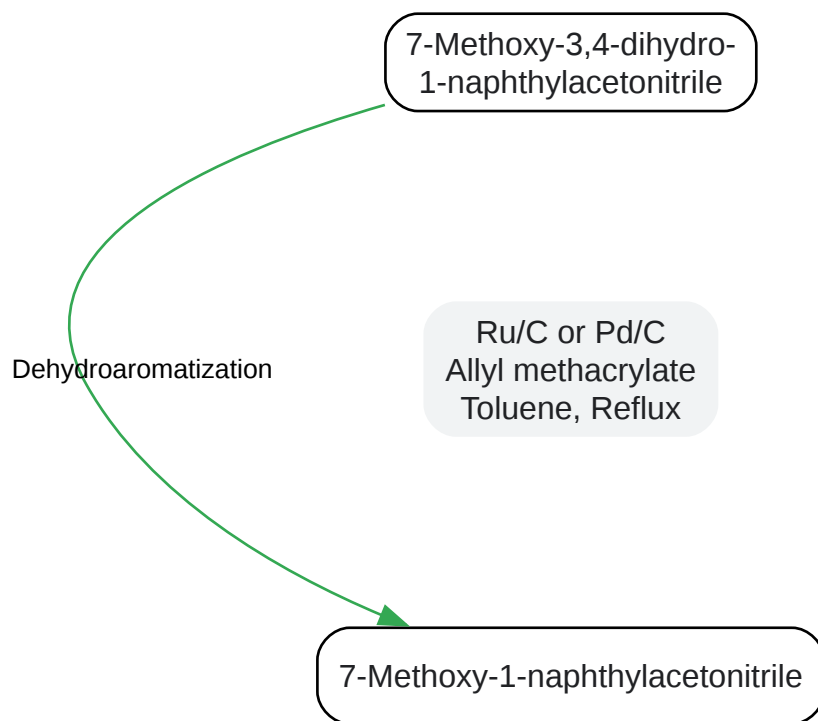 7-Methoxy-3,4-dihydro-
1-naphthylacetonitrile
Ru/C or Pd/C
Allyl methacrylate
Toluene, Reflux
Dehydroaromatization
7-Methoxy-1-naphthylacetonitrile